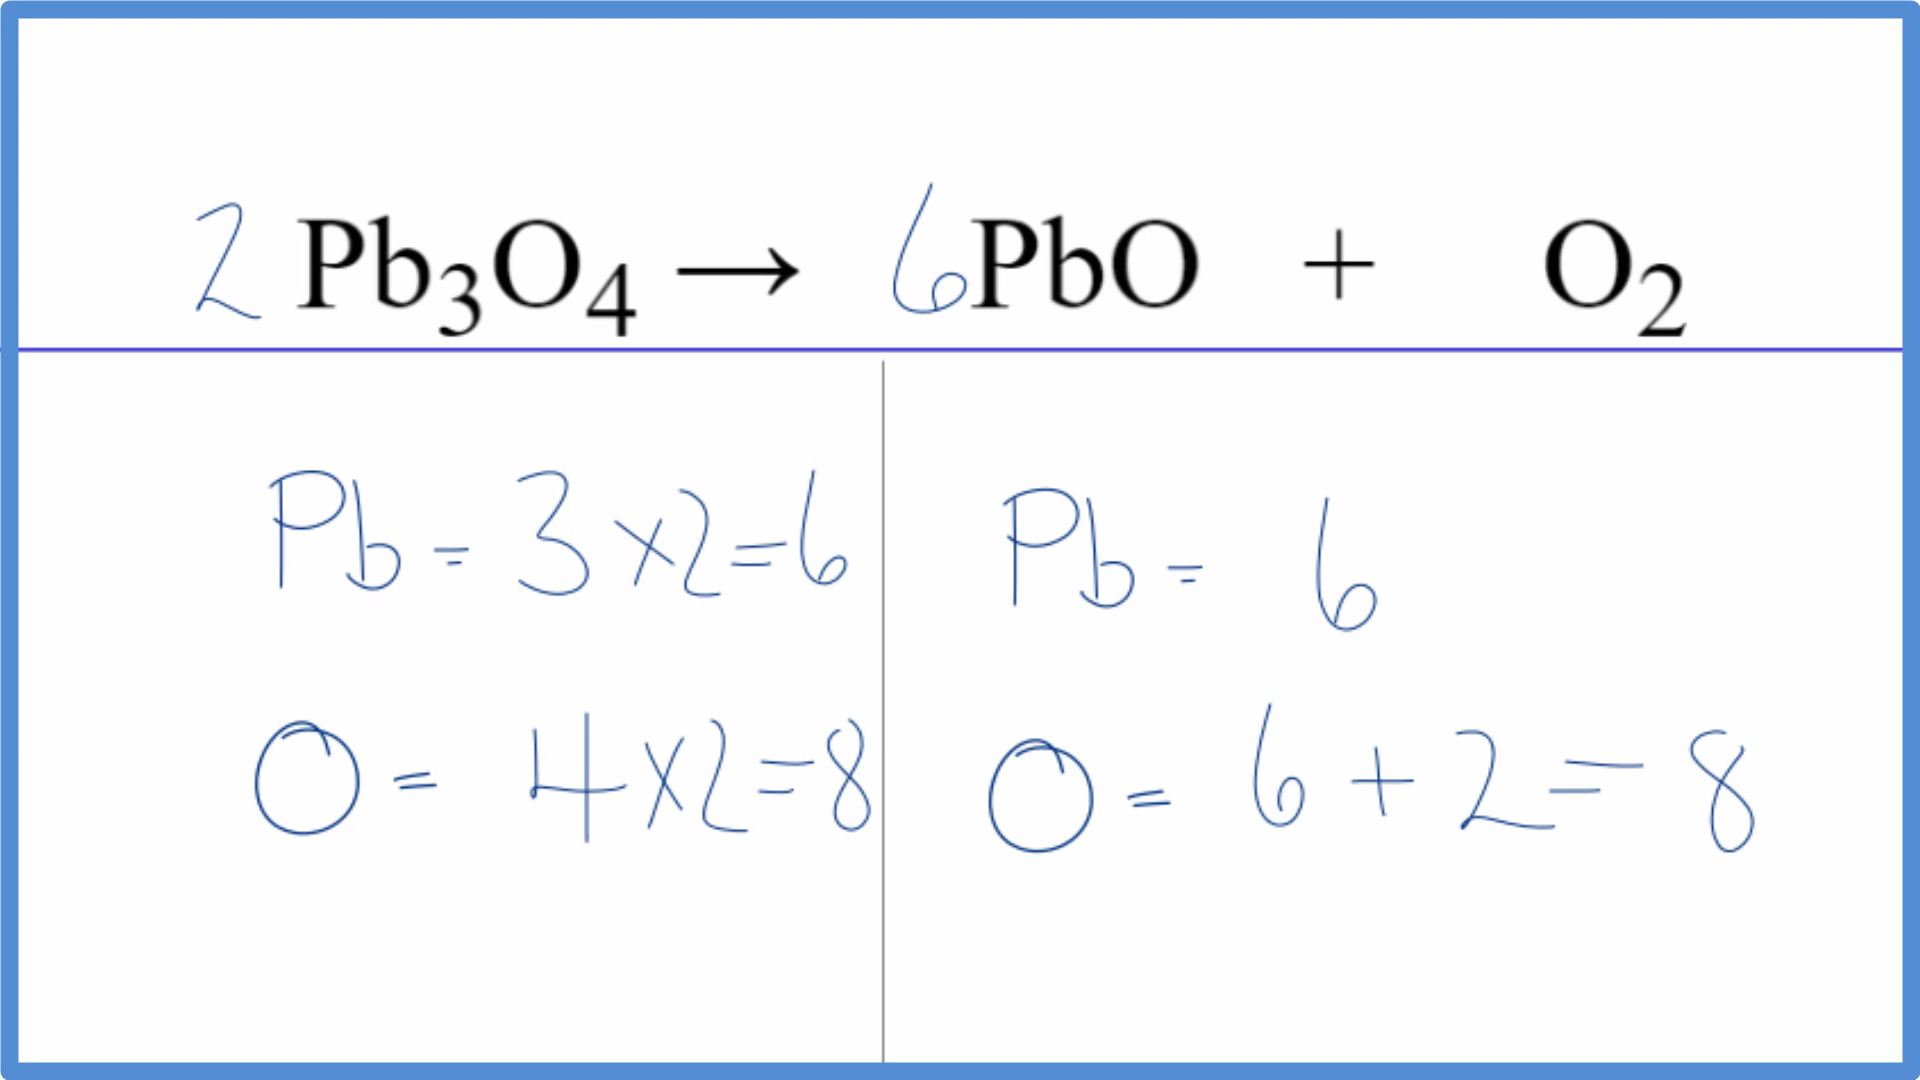 2 Pb₃O₄ → 6PbO + O₂
Pb = 3 x 2 = 6
O = 4 x 2 = 8
Pb = 6
O = 6 + 2 = 8